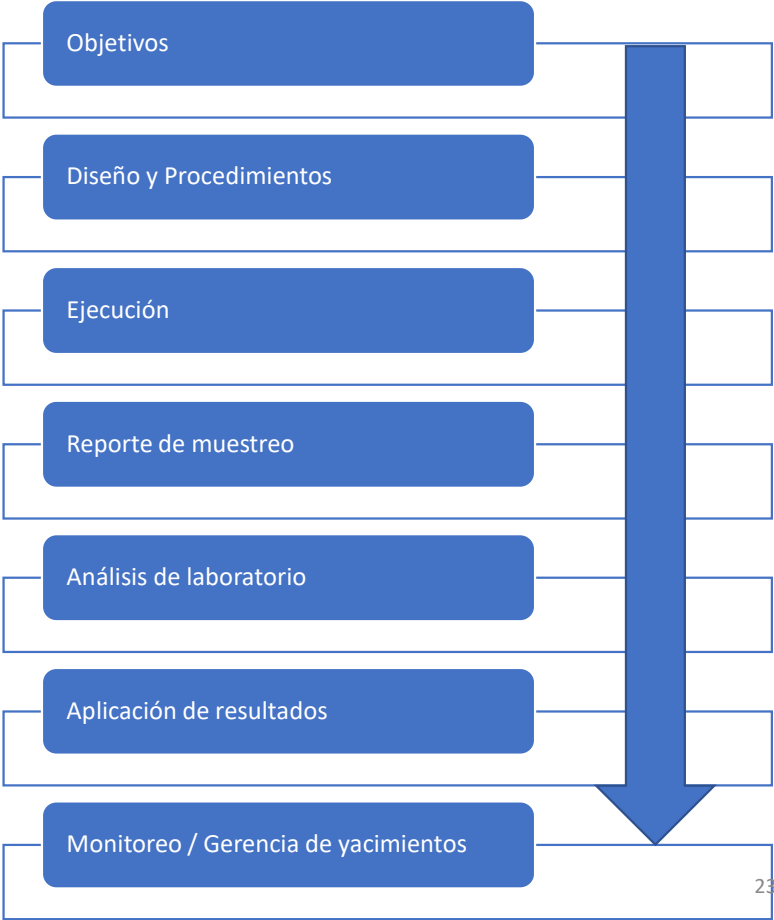 Objetivos
Diseño y Procedimientos
Ejecución
Reporte de muestreo
Análisis de laboratorio
Aplicación de resultados
Monitoreo / Gerencia de yacimientos
23